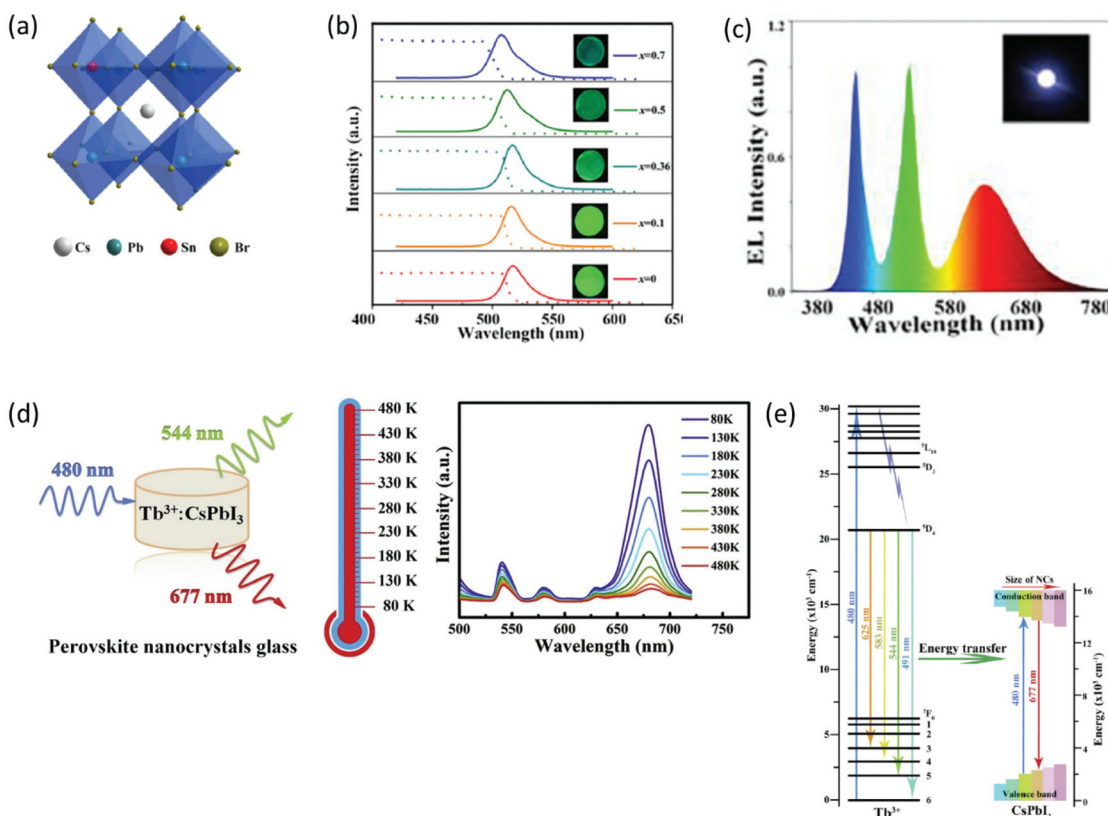 (a)
Cs Pb Sn Br
(b)
Intensity (a.u.)
x=0.7
x=0.5
x=0.36
x=0.1
x=0
400 450 500 550 600 650
Wavelength (nm)
(c)
EL Intensity (a.u.)
1.2
0.6
0.0
380 480 580 680 780
Wavelength (nm)
(d)
544 nm
480 nm
Tb³⁺:CsPbI₃
677 nm
Perovskite nanocrystals glass
480 K
430 K
380 K
330 K
280 K
230 K
180 K
130 K
80 K
Intensity (a.u.)
80K
130K
180K
230K
280K
330K
380K
430K
480K
500 550 600 650 700 750
Wavelength (nm)
(e)
Energy (x10³ cm⁻¹)
30
25
20
15
10
5
0
⁵L₁₀
⁵D₃
⁵D₄
480 nm
625 nm
583 nm
544 nm
491 nm
⁷F₀
1
2
3
4
5
6
Tb³⁺
Energy transfer
Size of NCs
Conduction band
480 nm
677 nm
Valence band
CsPbI₃
16
12
8
4
0
Energy (x10³ cm⁻¹)